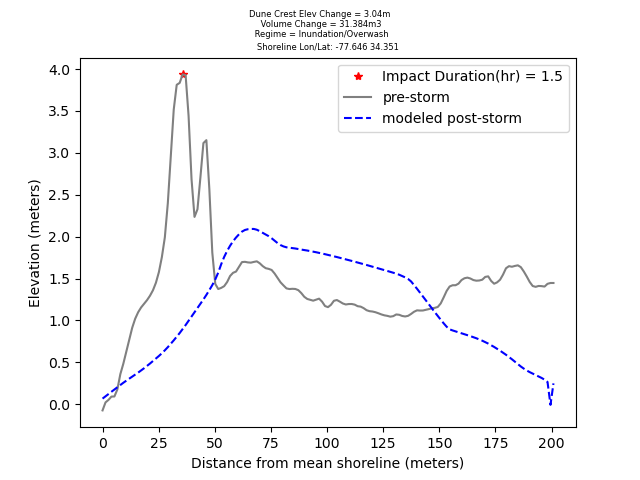 Dune Crest Elev Change = 3.04m
Volume Change = 31.384m3
Regime = Inundation/Overwash
Shoreline Lon/Lat: -77.646 34.351
Impact Duration(hr) = 1.5
pre-storm
modeled post-storm
4.0
3.5
3.0
2.5
2.0
1.5
1.0
0.5
0.0
Elevation (meters)
0 25 50 75 100 125 150 175 200
Distance from mean shoreline (meters)